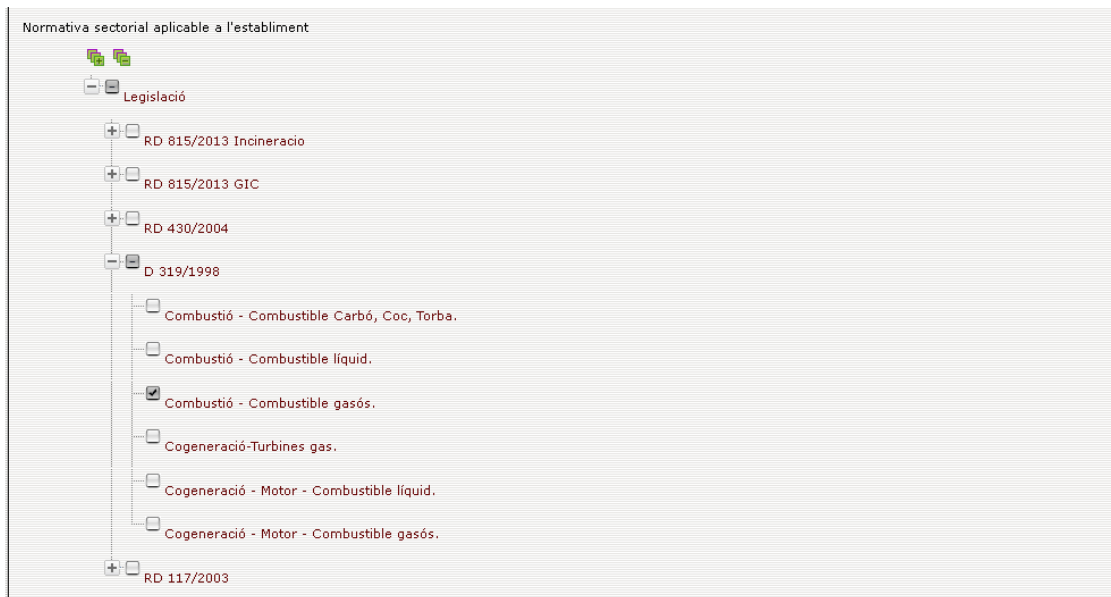 Normativa sectorial aplicable a l'establiment
Legislació
RD 815/2013 Incineracio
RD 815/2013 GIC
RD 430/2004
D 319/1998
Combustió - Combustible Carbó, Coc, Torba.
Combustió - Combustible líquid.
Combustió - Combustible gasós.
Cogeneració-Turbines gas.
Cogeneració - Motor - Combustible líquid.
Cogeneració - Motor - Combustible gasós.
RD 117/2003